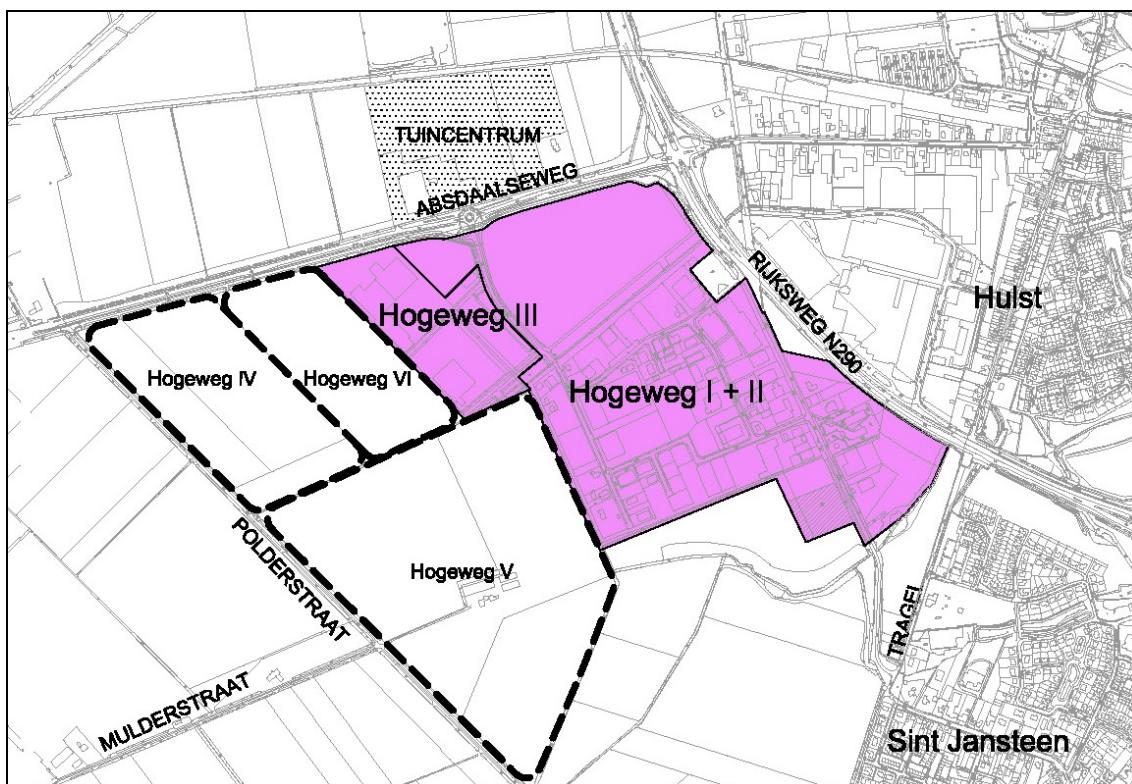 TUINCENTRUM
ABSDAALSEWEG
RIJKSWEG N290
Hulst
Hogeweg III
Hogeweg IV
Hogeweg VI
Hogeweg I + II
POLDERSTRAAT
Hogeweg V
TRAGEL
MULDERSTRAAT
Sint Jansteen